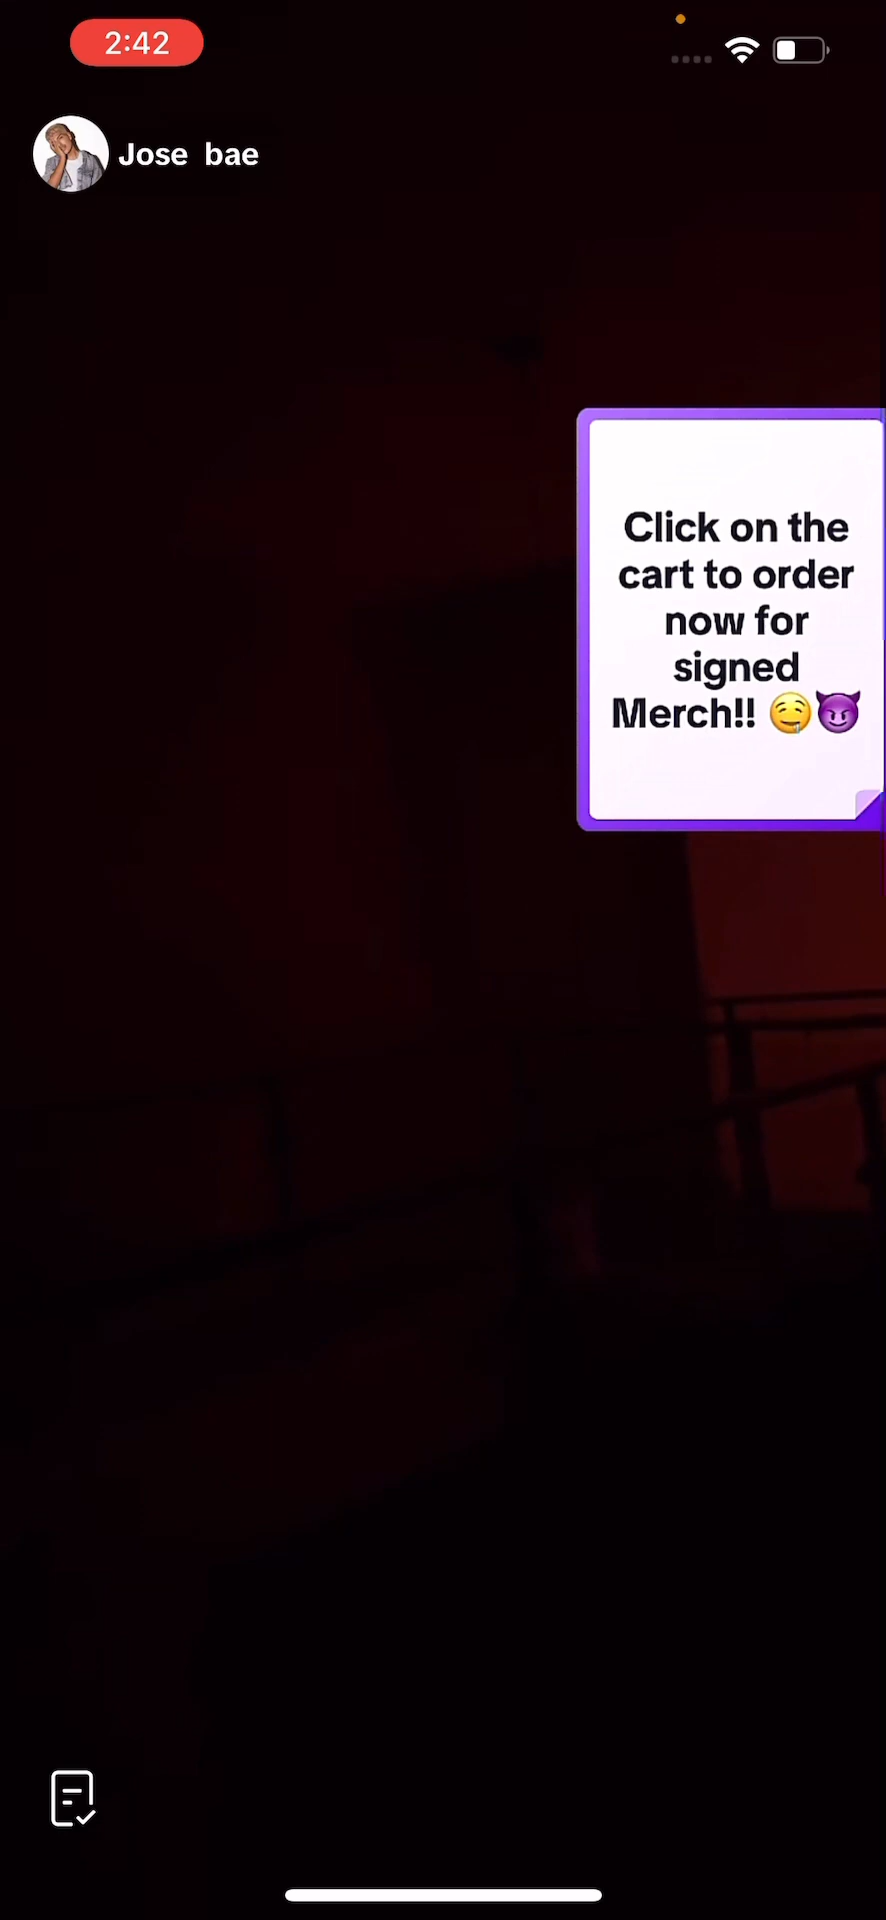 2:42
Jose bae
Click on the
cart to order
now for
signed
Merch!! 🤤😈